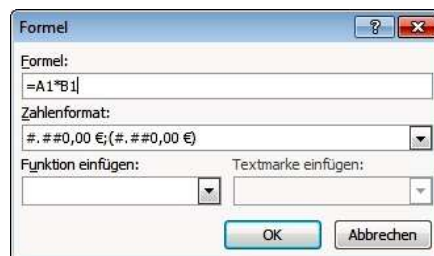 Formel
Formel:
=A1*B1
Zahlenformat:
#.##0,00 €;(#.##0,00 €)
Funktion einfügen: Textmarke einfügen:
OK Abbrechen